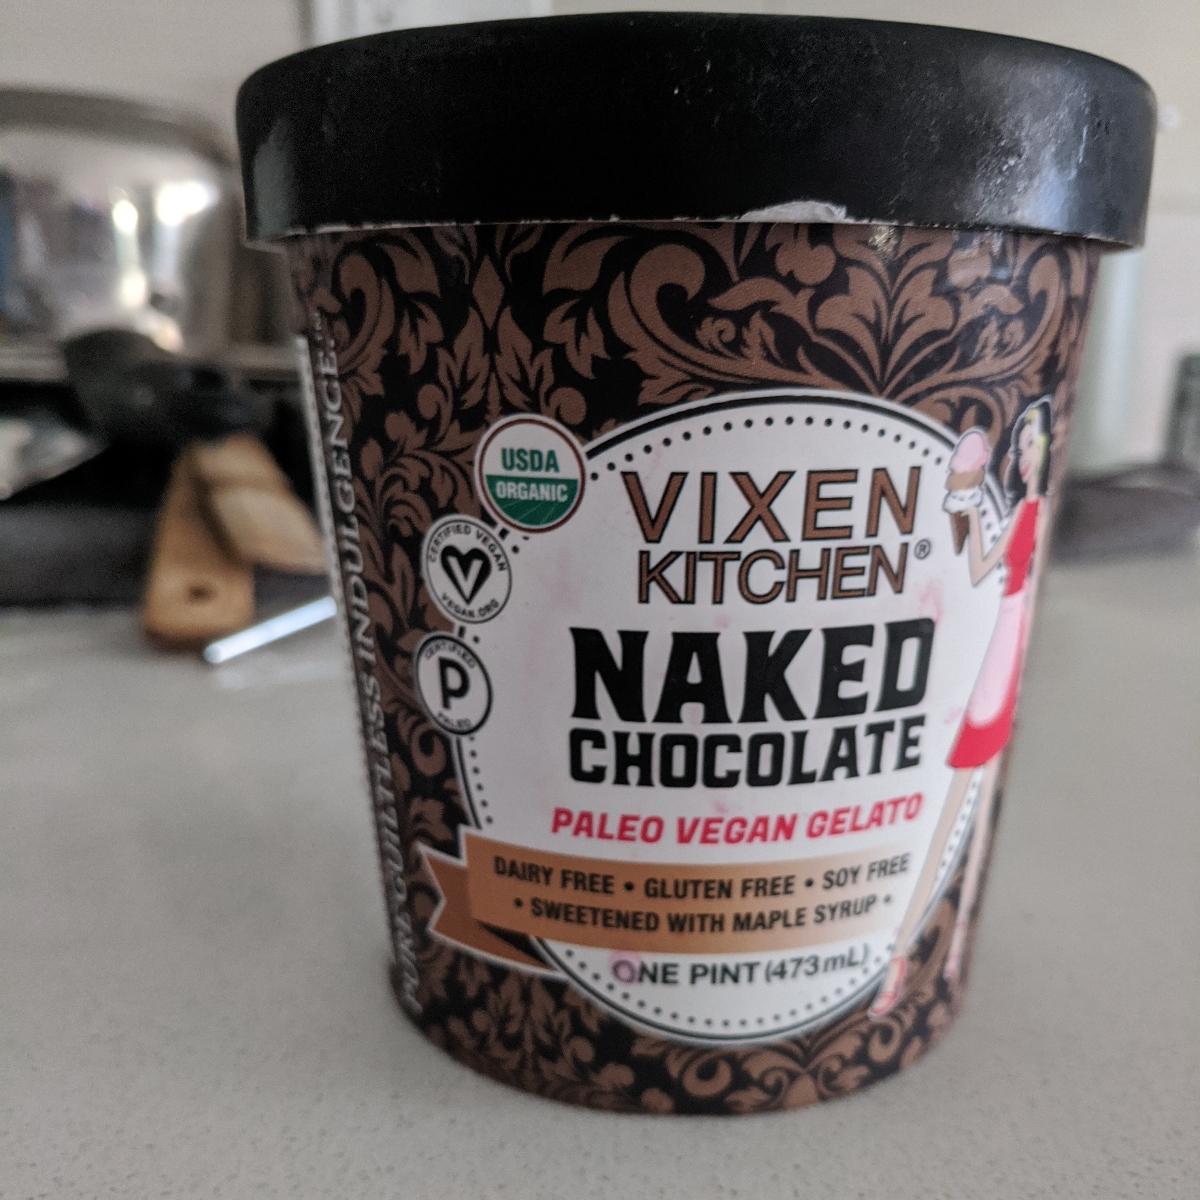 USDA
ORGANIC
CERTIFIED VEGAN
VEGAN.ORG
CERTIFIED
P
PALEO
VIXEN
KITCHEN®
NAKED
CHOCOLATE
PALEO VEGAN GELATO
DAIRY FREE • GLUTEN FREE • SOY FREE
• SWEETENED WITH MAPLE SYRUP •
ONE PINT (473mL)
PURE GUILTLESS INDULGENCE...